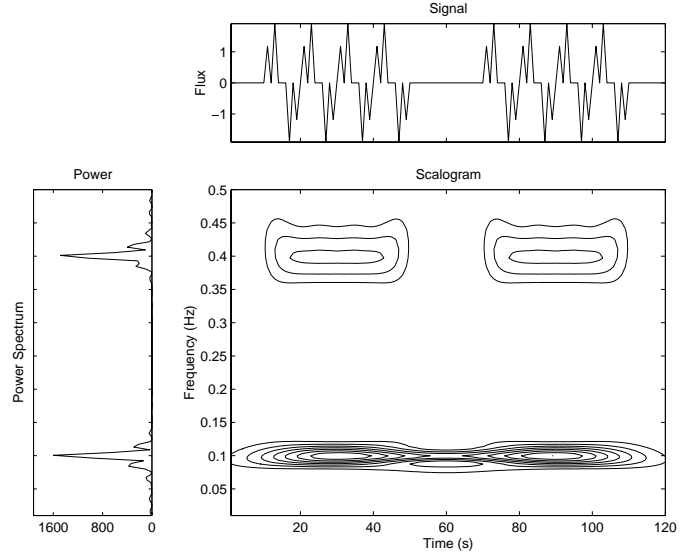 Signal
Flux
1
0
−1
Power
Scalogram
Power Spectrum
Frequency (Hz)
0.5
0.45
0.4
0.35
0.3
0.25
0.2
0.15
0.1
0.05
1600 800 0
20 40 60 80 100 120
Time (s)